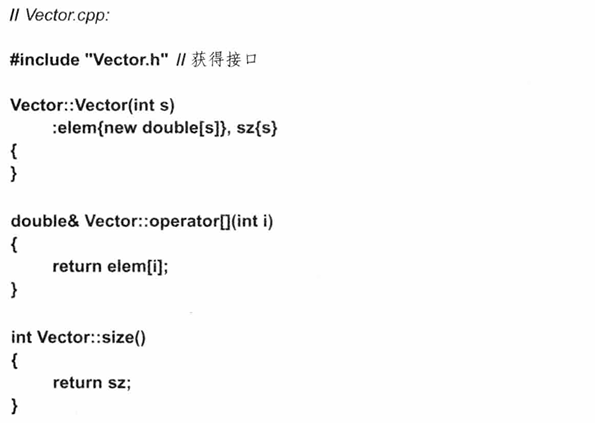 // Vector.cpp:
#include "Vector.h" // 获得接口
Vector::Vector(int s)
:elem{new double[s]}, sz{s}
{
}
double& Vector::operator[](int i)
{
return elem[i];
}
int Vector::size()
{
return sz;
}